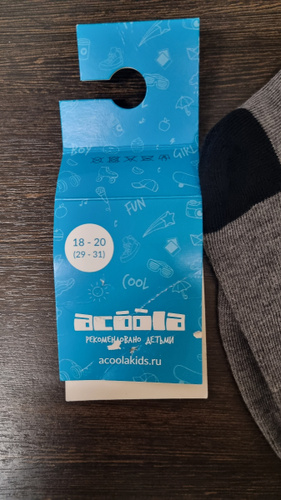 BOY
GIRL
FUN
18 - 20
(29 - 31)
COOL
acoola
РЕКОМЕНДОВАНО ДЕТЬМИ
acoolakids.ru